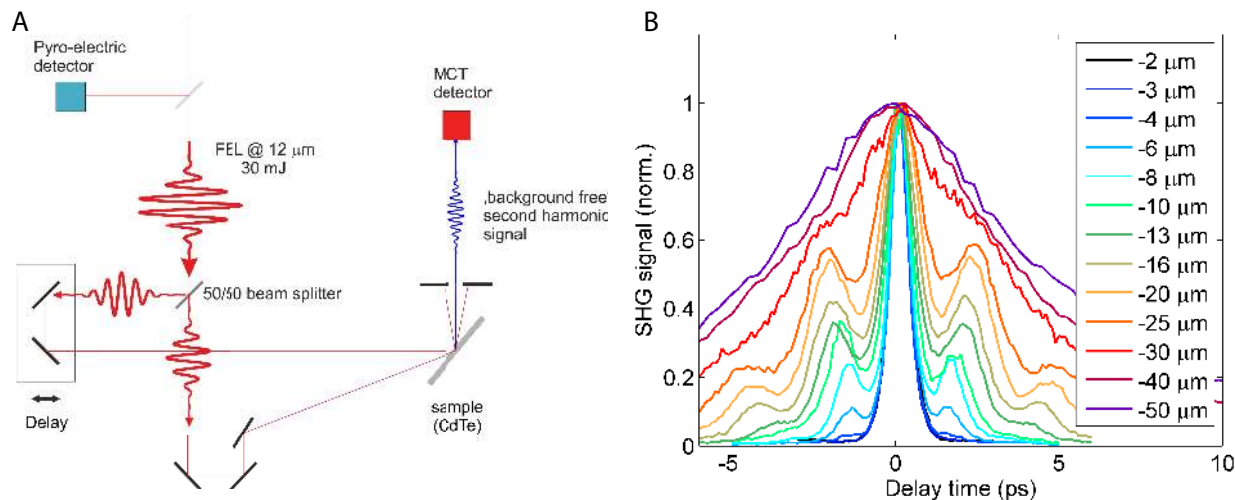 A
Pyro-electric
detector
FEL @ 12 µm
30 mJ
50/50 beam splitter
Delay
MCT
detector
‚background free
second harmonic
signal
sample
(CdTe)
B
SHG signal (norm.)
1
0.8
0.6
0.4
0.2
0
-5
0
5
10
Delay time (ps)
-2 µm
-3 µm
-4 µm
-6 µm
-8 µm
-10 µm
-13 µm
-16 µm
-20 µm
-25 µm
-30 µm
-40 µm
-50 µm